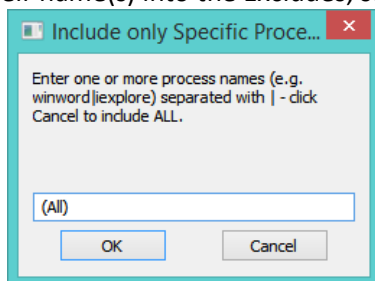 Include only Specific Proce...
Enter one or more process names (e.g.
winword|iexplore) separated with | - click
Cancel to include ALL.
(All)
OK Cancel